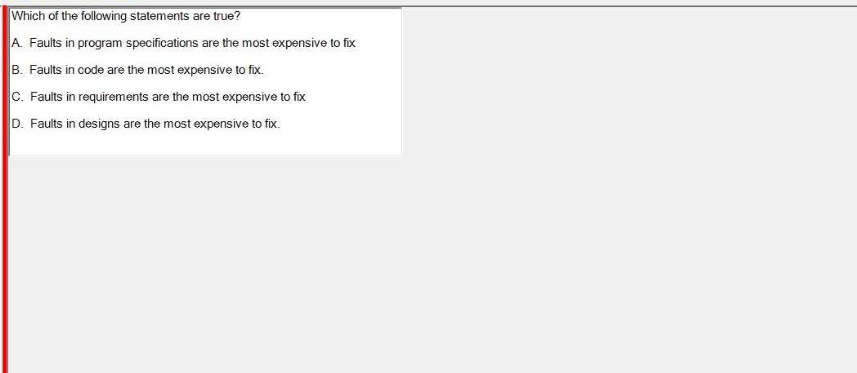 Which of the following statements are true?
A. Faults in program specifications are the most expensive to fix
B. Faults in code are the most expensive to fix.
C. Faults in requirements are the most expensive to fix
D. Faults in designs are the most expensive to fix.